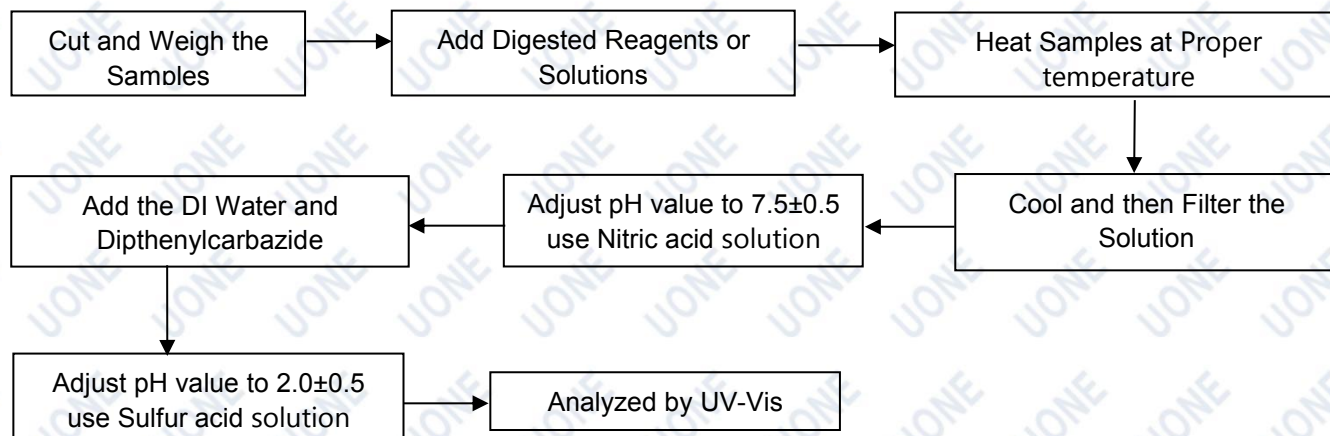 Cut and Weigh the
Samples
Add Digested Reagents or
Solutions
Heat Samples at Proper
temperature
Cool and then Filter the
Solution
Adjust pH value to 7.5±0.5
use Nitric acid solution
Add the DI Water and
Dipthenylcarbazide
Adjust pH value to 2.0±0.5
use Sulfur acid solution
Analyzed by UV-Vis
UONE